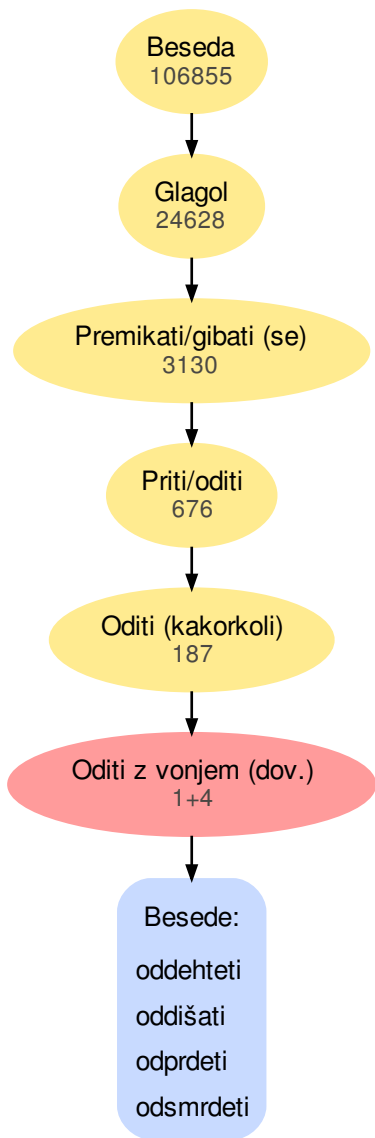 Beseda
106855
Glagol
24628
Premikati/gibati (se)
3130
Priti/oditi
676
Oditi (kakorkoli)
187
Oditi z vonjem (dov.)
1+4
Besede:
oddehteti
oddišati
odprdeti
odsmrdeti